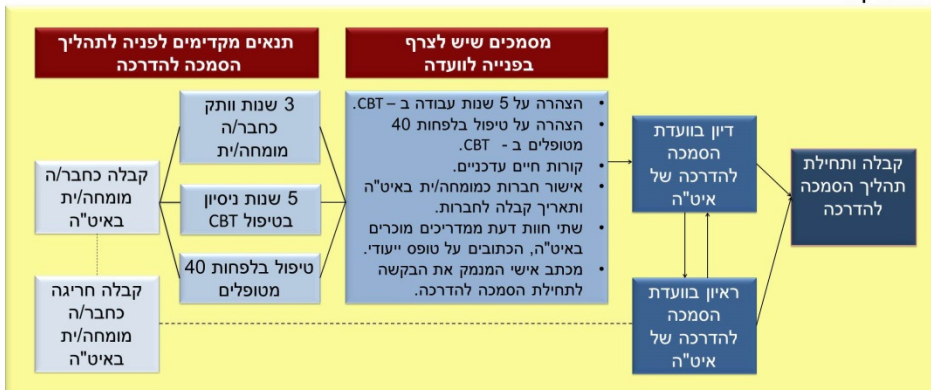 תנאים מקדימים לפניה לתהליך
הסמכה להדרכה
מסמכים שיש לצרף
בפנייה לוועדה
קבלה כחבר/ה
מומחה/ית
באיט"ה
קבלה חריגה
כחבר/ה
מומחה/ית
באיט"ה
3 שנות וותק
כחבר/ה
מומחה/ית
5 שנות ניסיון
בטיפול CBT
טיפול בלפחות 40
מטופלים
• הצהרה על 5 שנות עבודה ב – CBT.
• הצהרה על טיפול בלפחות 40
מטופלים ב - CBT.
• קורות חיים עדכניים.
• אישור חברות כמומחה/ית באיט"ה
ותאריך קבלה לחברות.
• שתי חוות דעת ממדריכים מוכרים
באיט"ה, הכתובים על טופס ייעודי.
• מכתב אישי המנמק את הבקשה
לתחילת הסמכה להדרכה.
דיון בוועדת
הסמכה
להדרכה של
איט"ה
ראיון בוועדת
הסמכה
להדרכה של
איט"ה
קבלה ותחילת
תהליך הסמכה
להדרכה